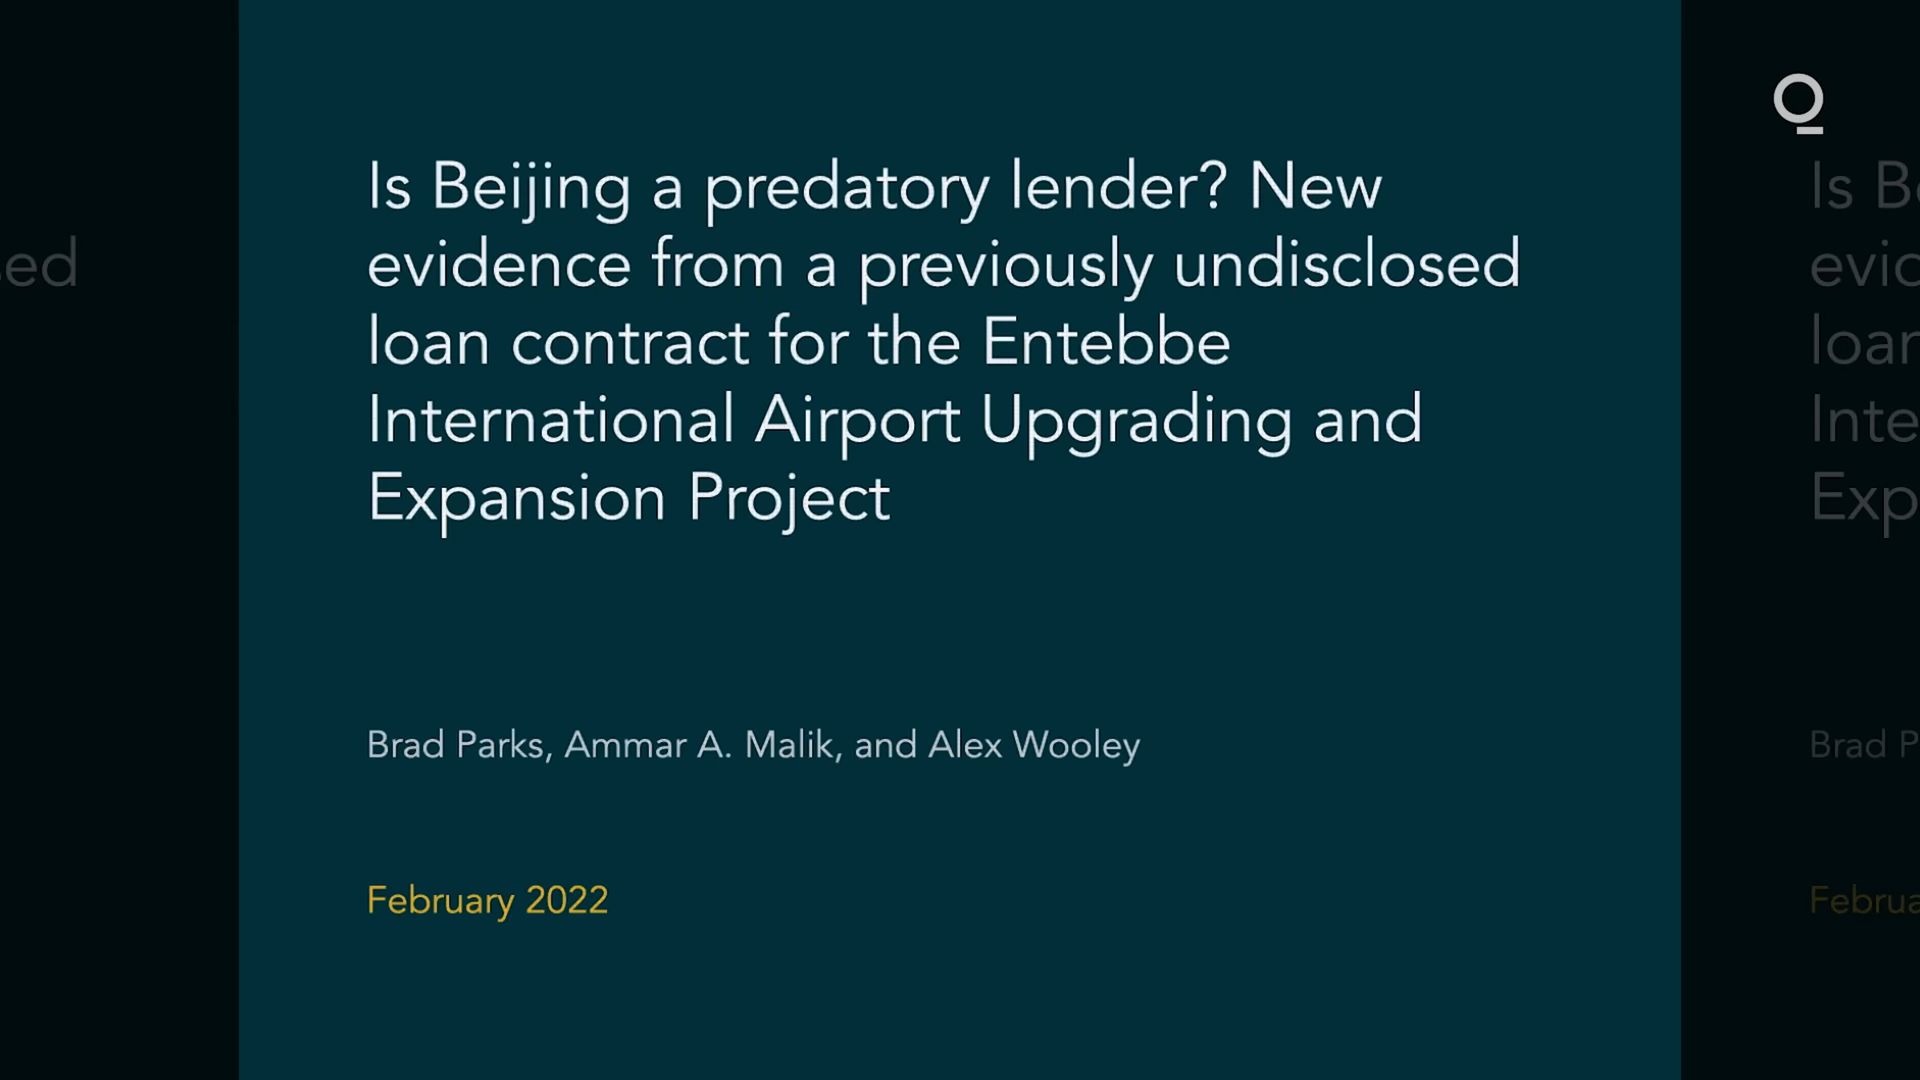 Is Beijing a predatory lender? New
evidence from a previously undisclosed
loan contract for the Entebbe
International Airport Upgrading and
Expansion Project
Brad Parks, Ammar A. Malik, and Alex Wooley
February 2022